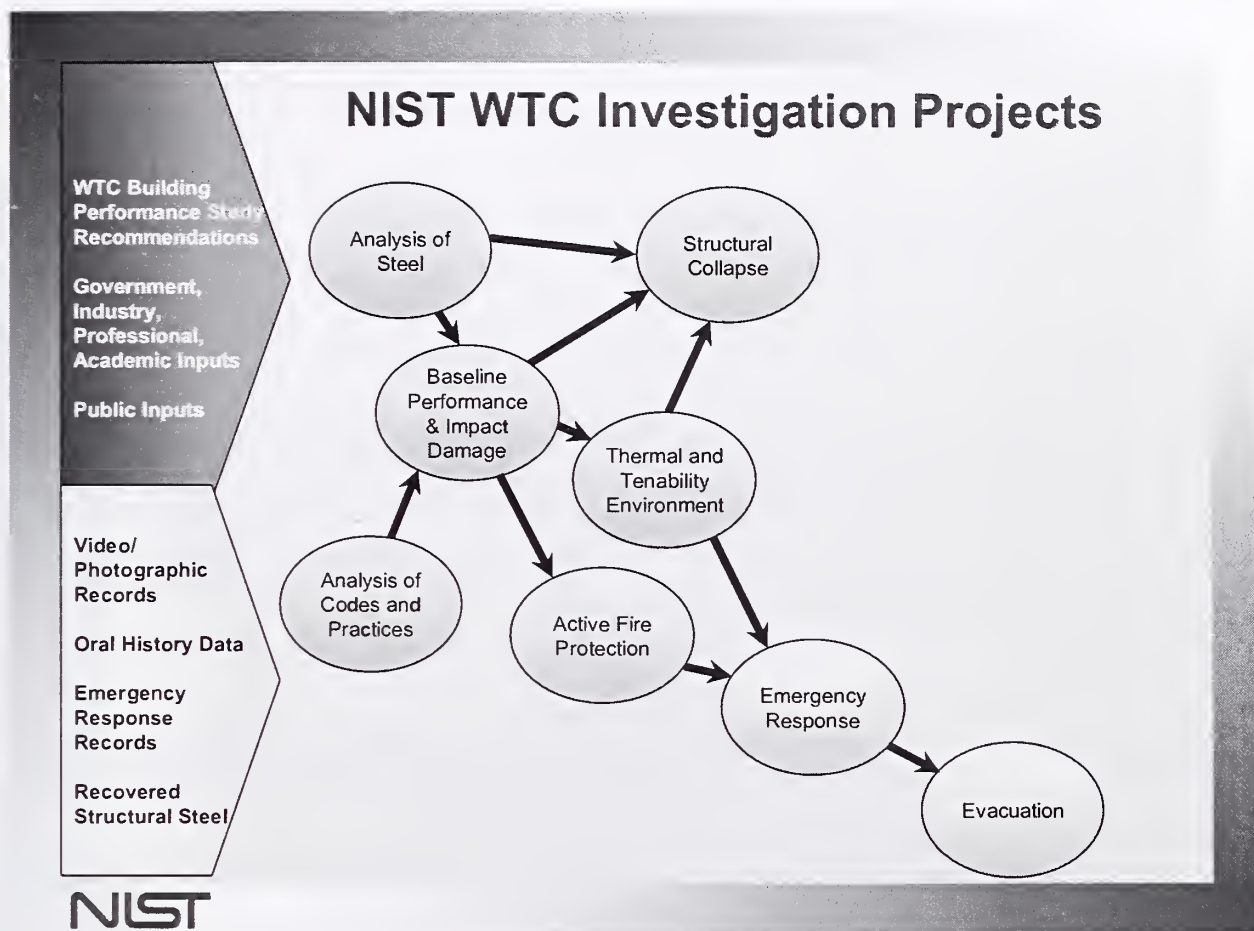 NIST WTC Investigation Projects
WTC Building
Performance Study
Recommendations
Government,
Industry,
Professional,
Academic Inputs
Public Inputs
Video/
Photographic
Records
Oral History Data
Emergency
Response
Records
Recovered
Structural Steel
Analysis of
Steel
Structural
Collapse
Baseline
Performance
& Impact
Damage
Thermal and
Tenability
Environment
Analysis of
Codes and
Practices
Active Fire
Protection
Emergency
Response
Evacuation
NIST